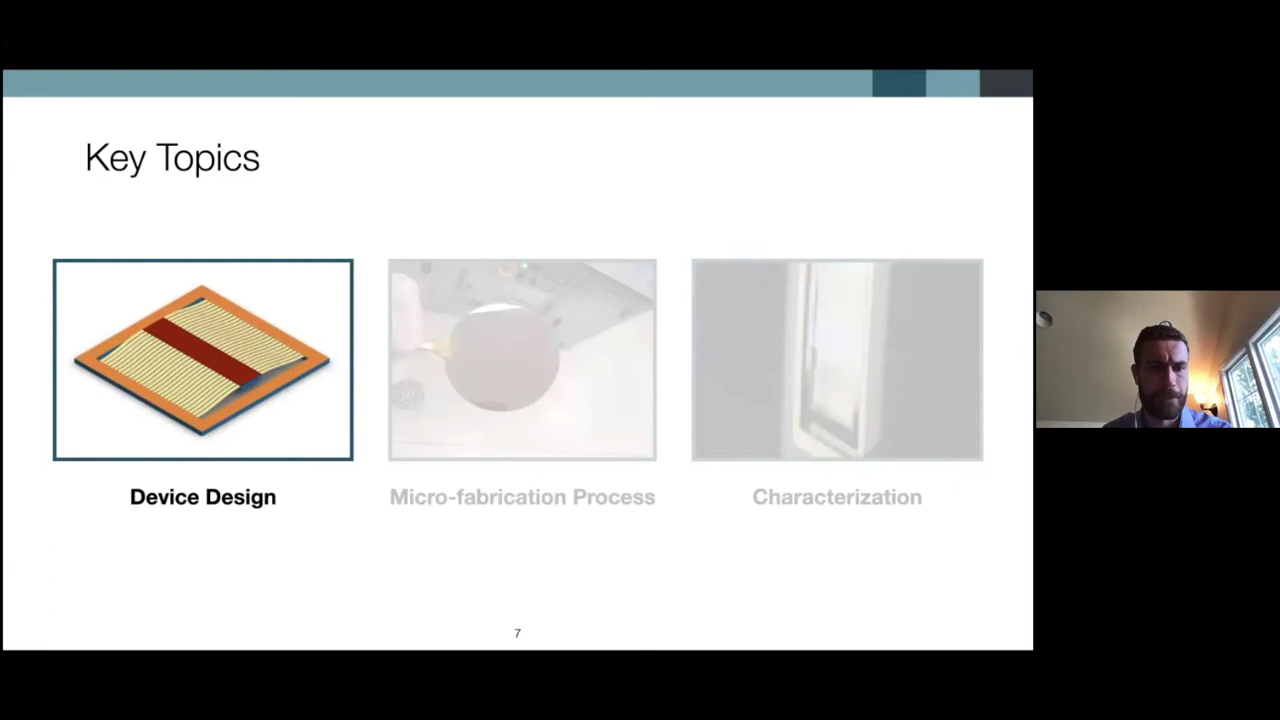 Key Topics
Device Design
Micro-fabrication Process
Characterization
7